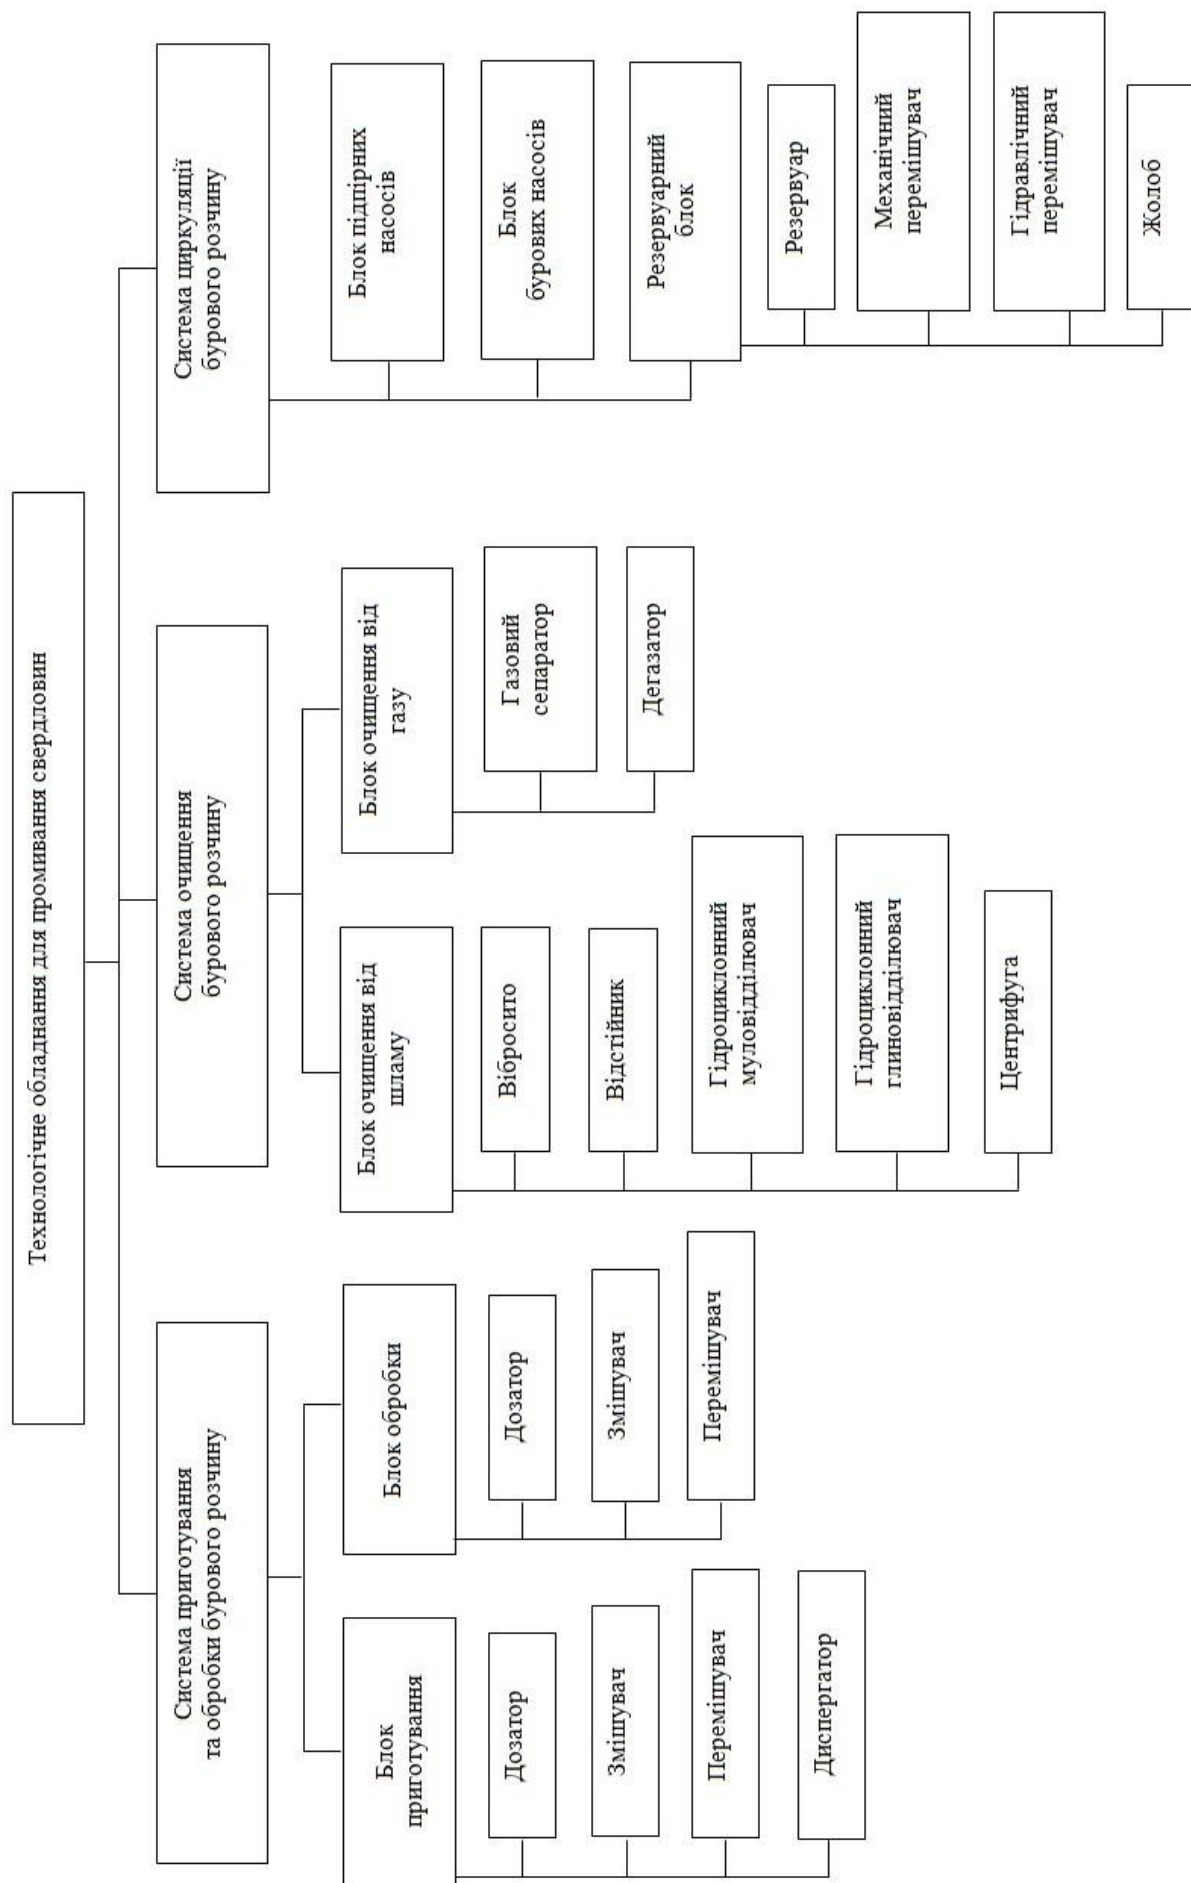 Технологічне обладнання для промивання свердловин
Система приготування
та обробки бурового розчину
Блок
приготування
Дозатор
Змішувач
Перемішувач
Диспергатор
Блок обробки
Дозатор
Змішувач
Перемішувач
Система очищення
бурового розчину
Блок очищення від
шламу
Вібросито
Відстійник
Гідроциклонний
муловідділювач
Гідроциклонний
глиновідділювач
Центрифуга
Блок очищення від
газу
Газовий
сепаратор
Дегазатор
Система циркуляції
бурового розчину
Блок підпірних
насосів
Блок
бурових насосів
Резервуарний
блок
Резервуар
Механічний
перемішувач
Гідравлічний
перемішувач
Жолоб